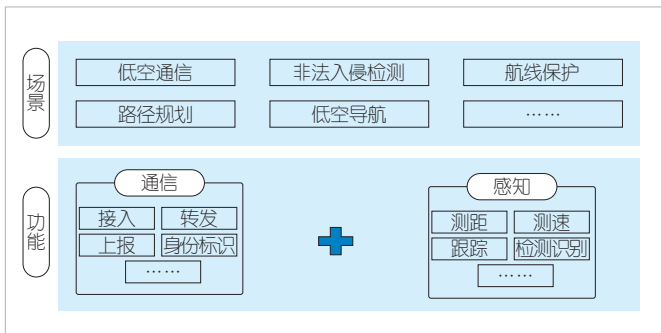 场景
低空通信 非法入侵检测 航线保护
路径规划 低空导航 ……
功能
通信 感知
接入 转发 测距 测速
上报 身份标识 跟踪 检测识别
…… ……